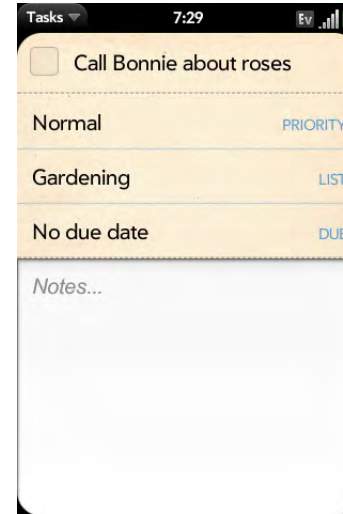 Tasks
7:29
Ev
Call Bonnie about roses
Normal PRIORITY
Gardening LIST
No due date DUE
Notes...